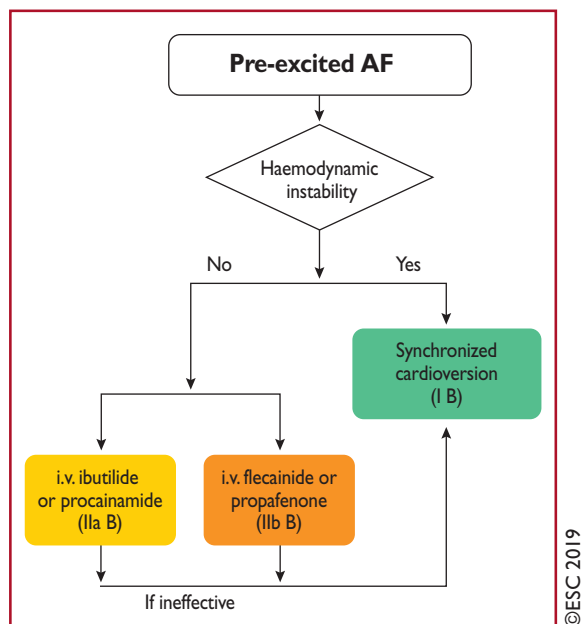 Pre-excited AF
Haemodynamic
instability
No
Yes
Synchronized
cardioversion
(I B)
i.v. ibutilide
or procainamide
(IIa B)
i.v. flecainide or
propafenone
(IIb B)
If ineffective
©ESC 2019